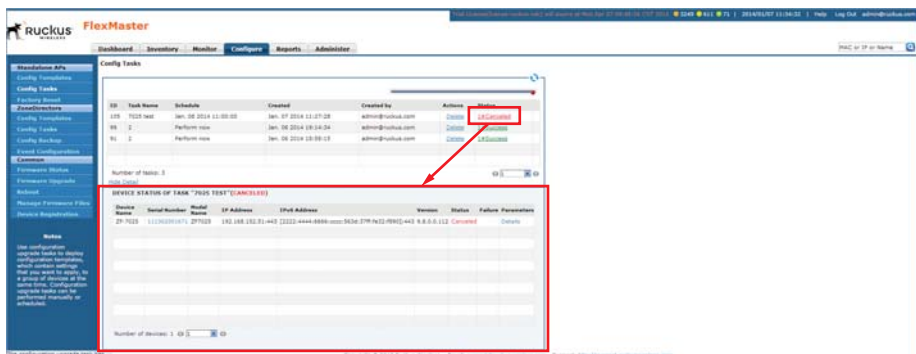 Ruckus
WIRELESS
FlexMaster
2014/01/07 11:34:32 | Help Log Out admin@ruckus.com
Dashboard Inventory Monitor Configure Reports Administer
MAC or IP or Name
Standalone APs
Config Templates
Config Tasks
Factory Reset
ZoneDirectors
Config Templates
Config Tasks
Config Backup
Event Configuration
Common
Firmware Status
Firmware Upgrade
Reboot
Manage Firmware Files
Device Registration
Notes
Use configuration
upgrade tasks to deploy
configuration templates,
which contain settings
that you want to apply, to
a group of devices at the
same time. Configuration
upgrade tasks can be
performed manually or
scheduled.
Config Tasks
ID Task Name Schedule Created Created by Actions Status
105 7025 test Jan. 08 2014 11:00:00 Jan. 07 2014 11:27:28 admin@ruckus.com Delete 1#Canceled
99 2 Perform now Jan. 06 2014 19:14:34 admin@ruckus.com Delete 1#Success
91 2 Perform now admin@ruckus.com Delete 1#Success
Number of tasks: 3 1
Hide Detail
DEVICE STATUS OF TASK "7025 TEST"(CANCELED)
Device Name Serial Number Model Name IP Address IPv6 Address Version Status Failure Parameters
ZF-7025 ZF7025 192.168.152.51:443 9.8.0.0.112 Canceled Details
Number of devices: 1 1